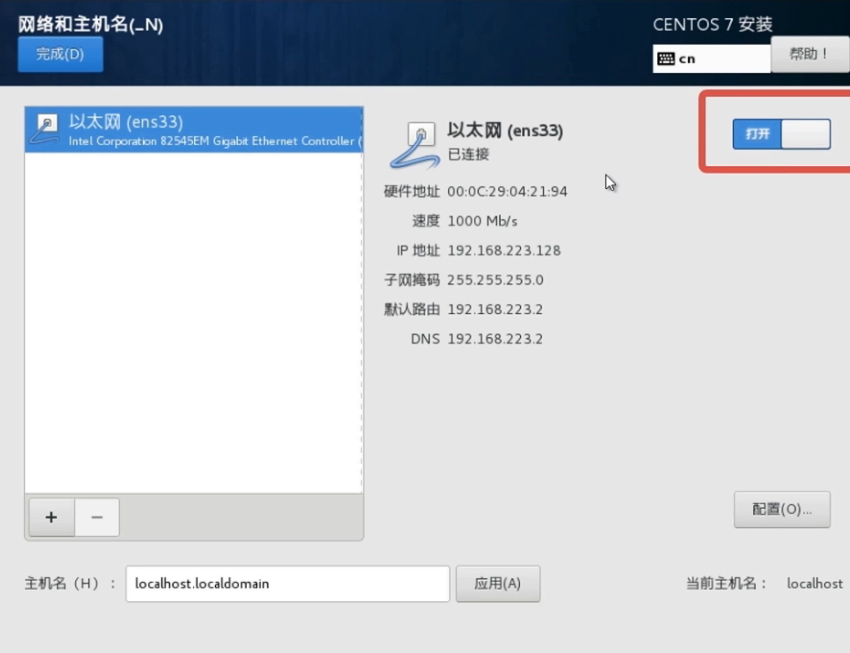 网络和主机名(_N)
CENTOS 7 安装
完成(D)
cn
帮助！
以太网 (ens33)
Intel Corporation 82545EM Gigabit Ethernet Controller (
以太网 (ens33)
已连接
打开
硬件地址 00:0C:29:04:21:94
速度 1000 Mb/s
IP 地址 192.168.223.128
子网掩码 255.255.255.0
默认路由 192.168.223.2
DNS 192.168.223.2
+
−
配置(O)...
主机名（H）： localhost.localdomain
应用(A)
当前主机名： localhost